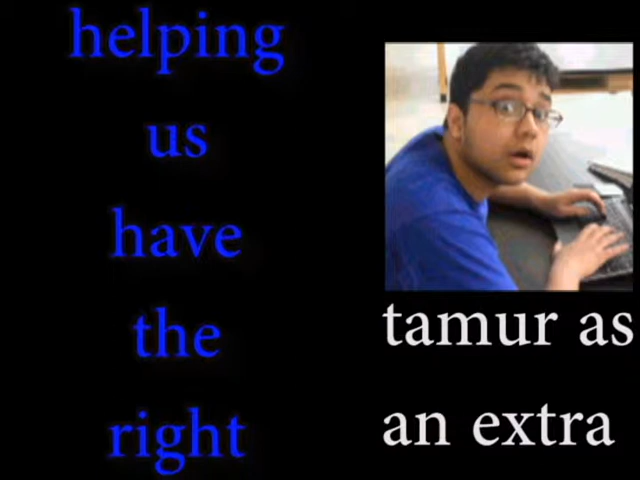 helping
us
have
the
right
tamur as
an extra